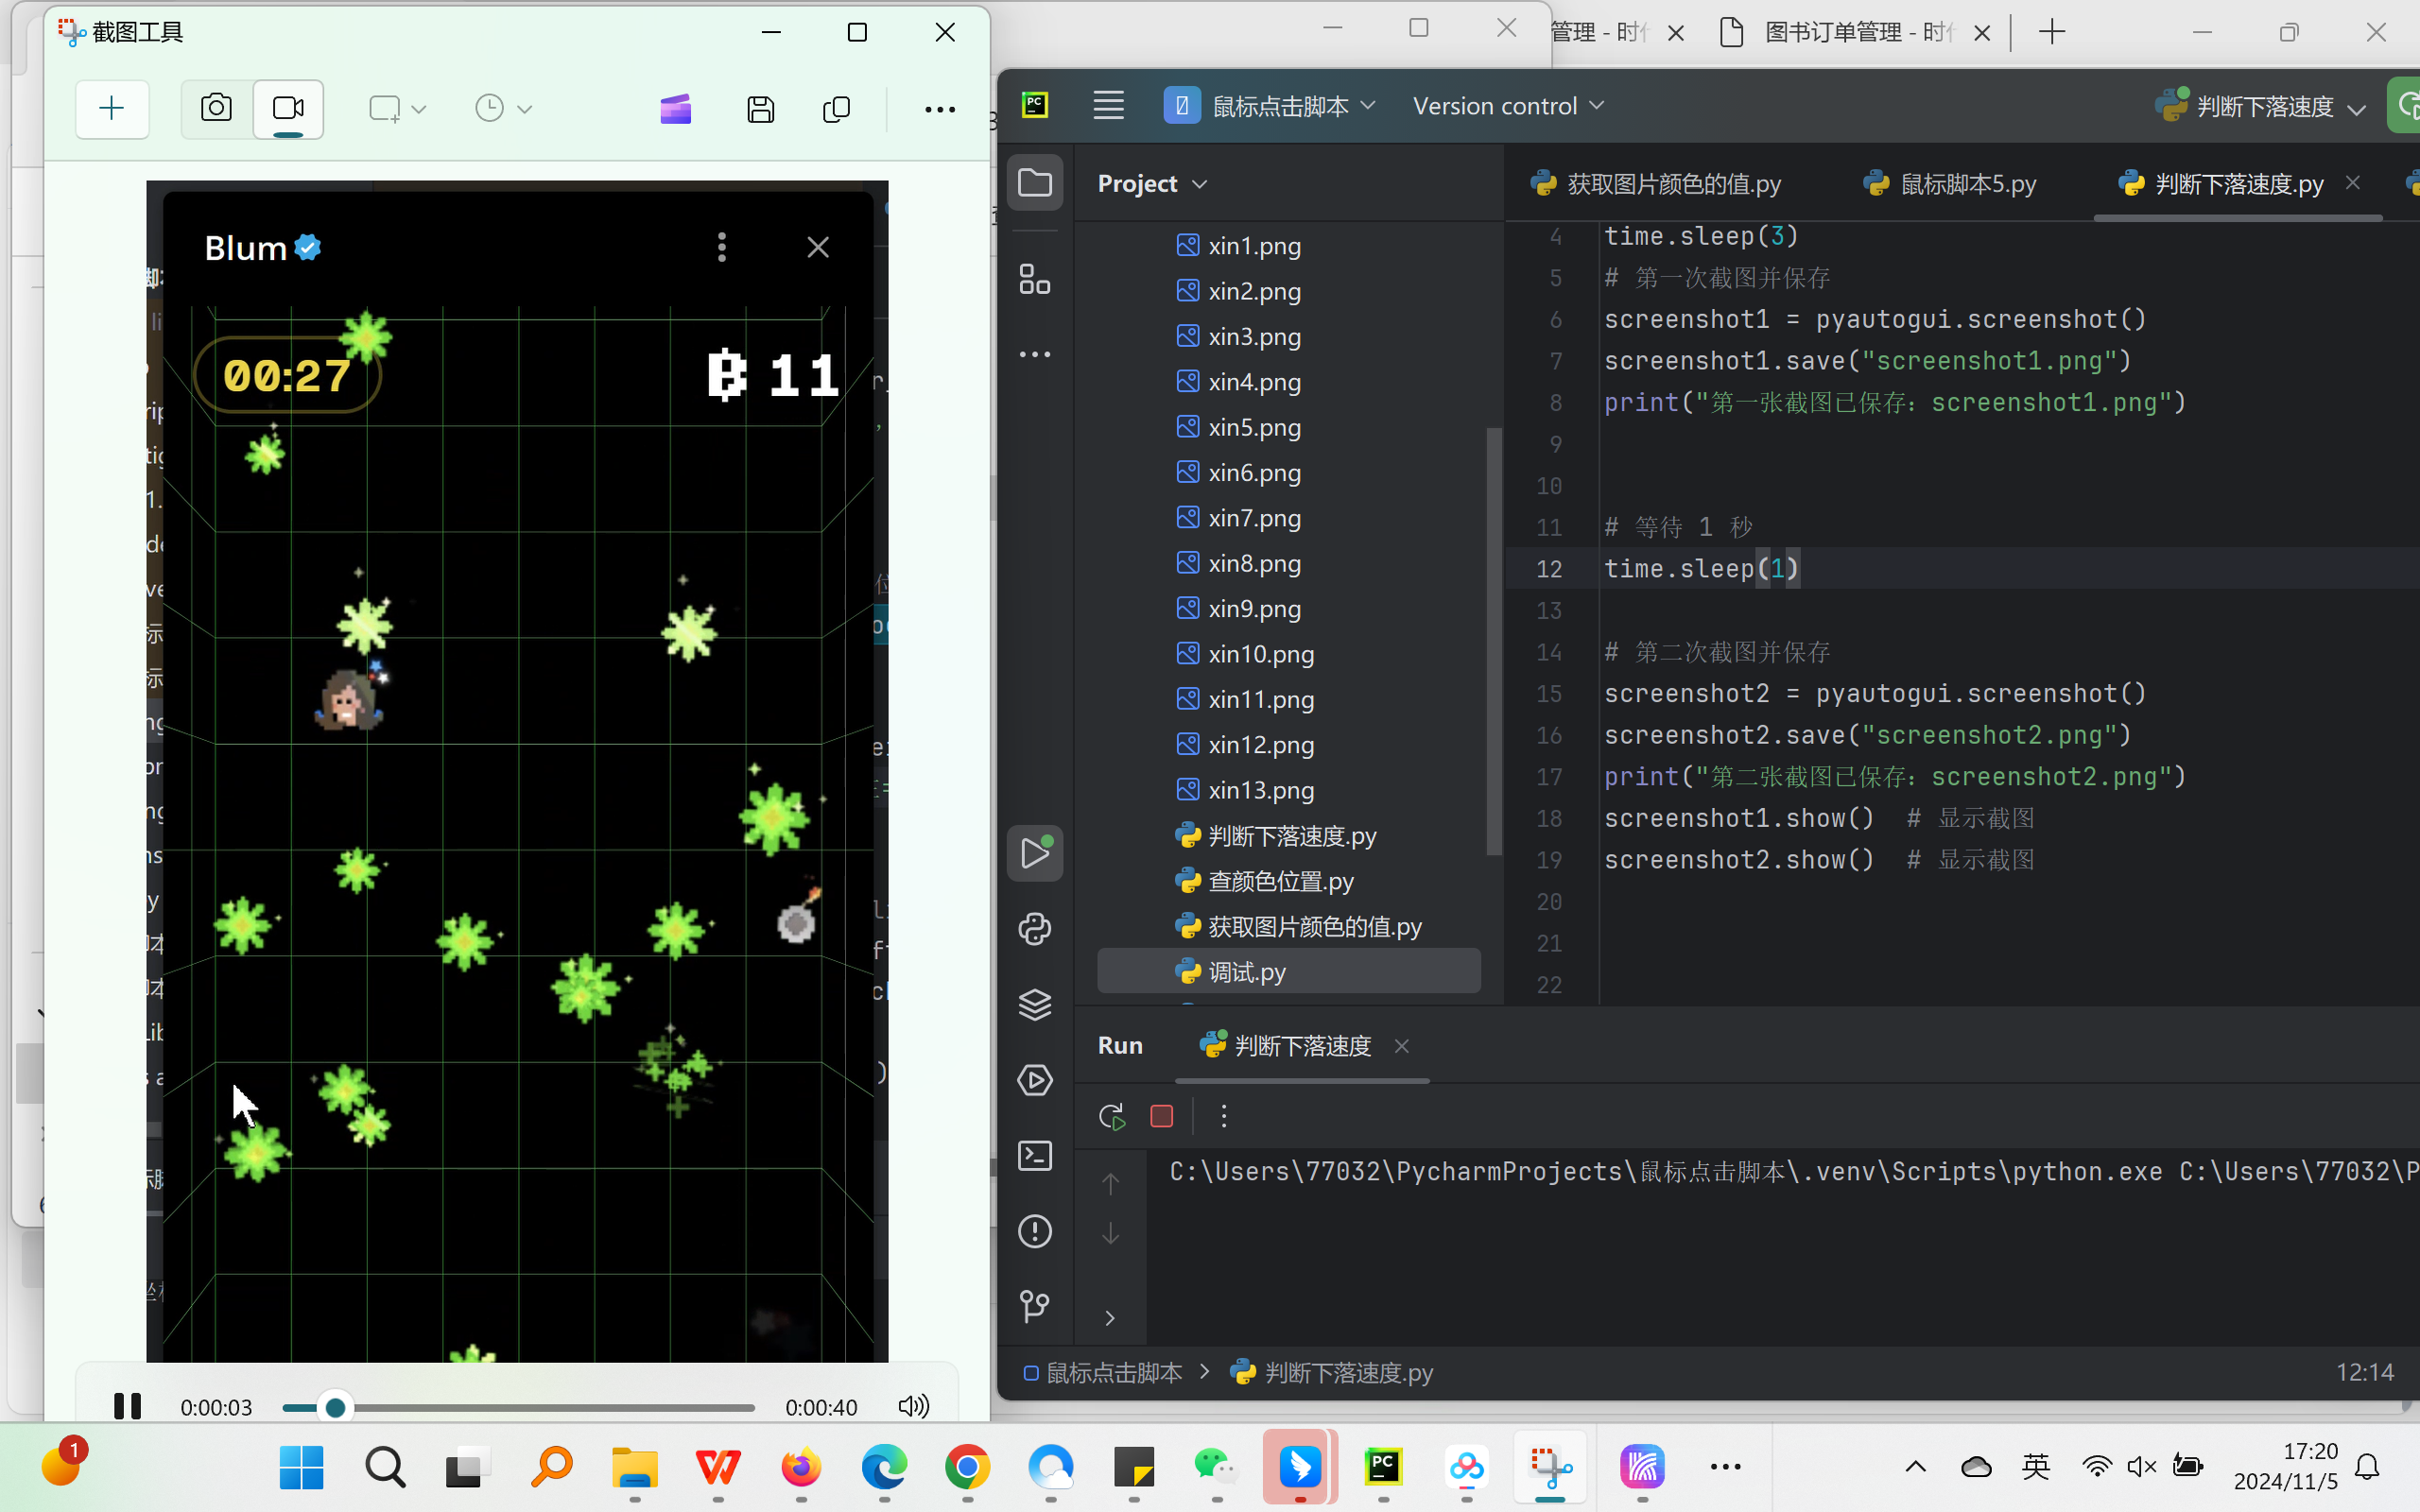 截图工具
Blum
00:27
11
0:00:03
0:00:40
管理 - 时
图书订单管理 - 时
PC
鼠标点击脚本
Version control
判断下落速度
Project
获取图片颜色的值.py
鼠标脚本5.py
判断下落速度.py
xin1.png
xin2.png
xin3.png
xin4.png
xin5.png
xin6.png
xin7.png
xin8.png
xin9.png
xin10.png
xin11.png
xin12.png
xin13.png
判断下落速度.py
查颜色位置.py
获取图片颜色的值.py
调试.py
4 time.sleep(3)
5 # 第一次截图并保存
6 screenshot1 = pyautogui.screenshot()
7 screenshot1.save("screenshot1.png")
8 print("第一张截图已保存: screenshot1.png")
9
10
11 # 等待 1 秒
12 time.sleep(1)
13
14 # 第二次截图并保存
15 screenshot2 = pyautogui.screenshot()
16 screenshot2.save("screenshot2.png")
17 print("第二张截图已保存: screenshot2.png")
18 screenshot1.show() # 显示截图
19 screenshot2.show() # 显示截图
20
21
22
Run
判断下落速度
C:\Users\77032\PycharmProjects\鼠标点击脚本\.venv\Scripts\python.exe C:\Users\77032\P
鼠标点击脚本 > 判断下落速度.py
12:14
1
PC
英
17:20
2024/11/5